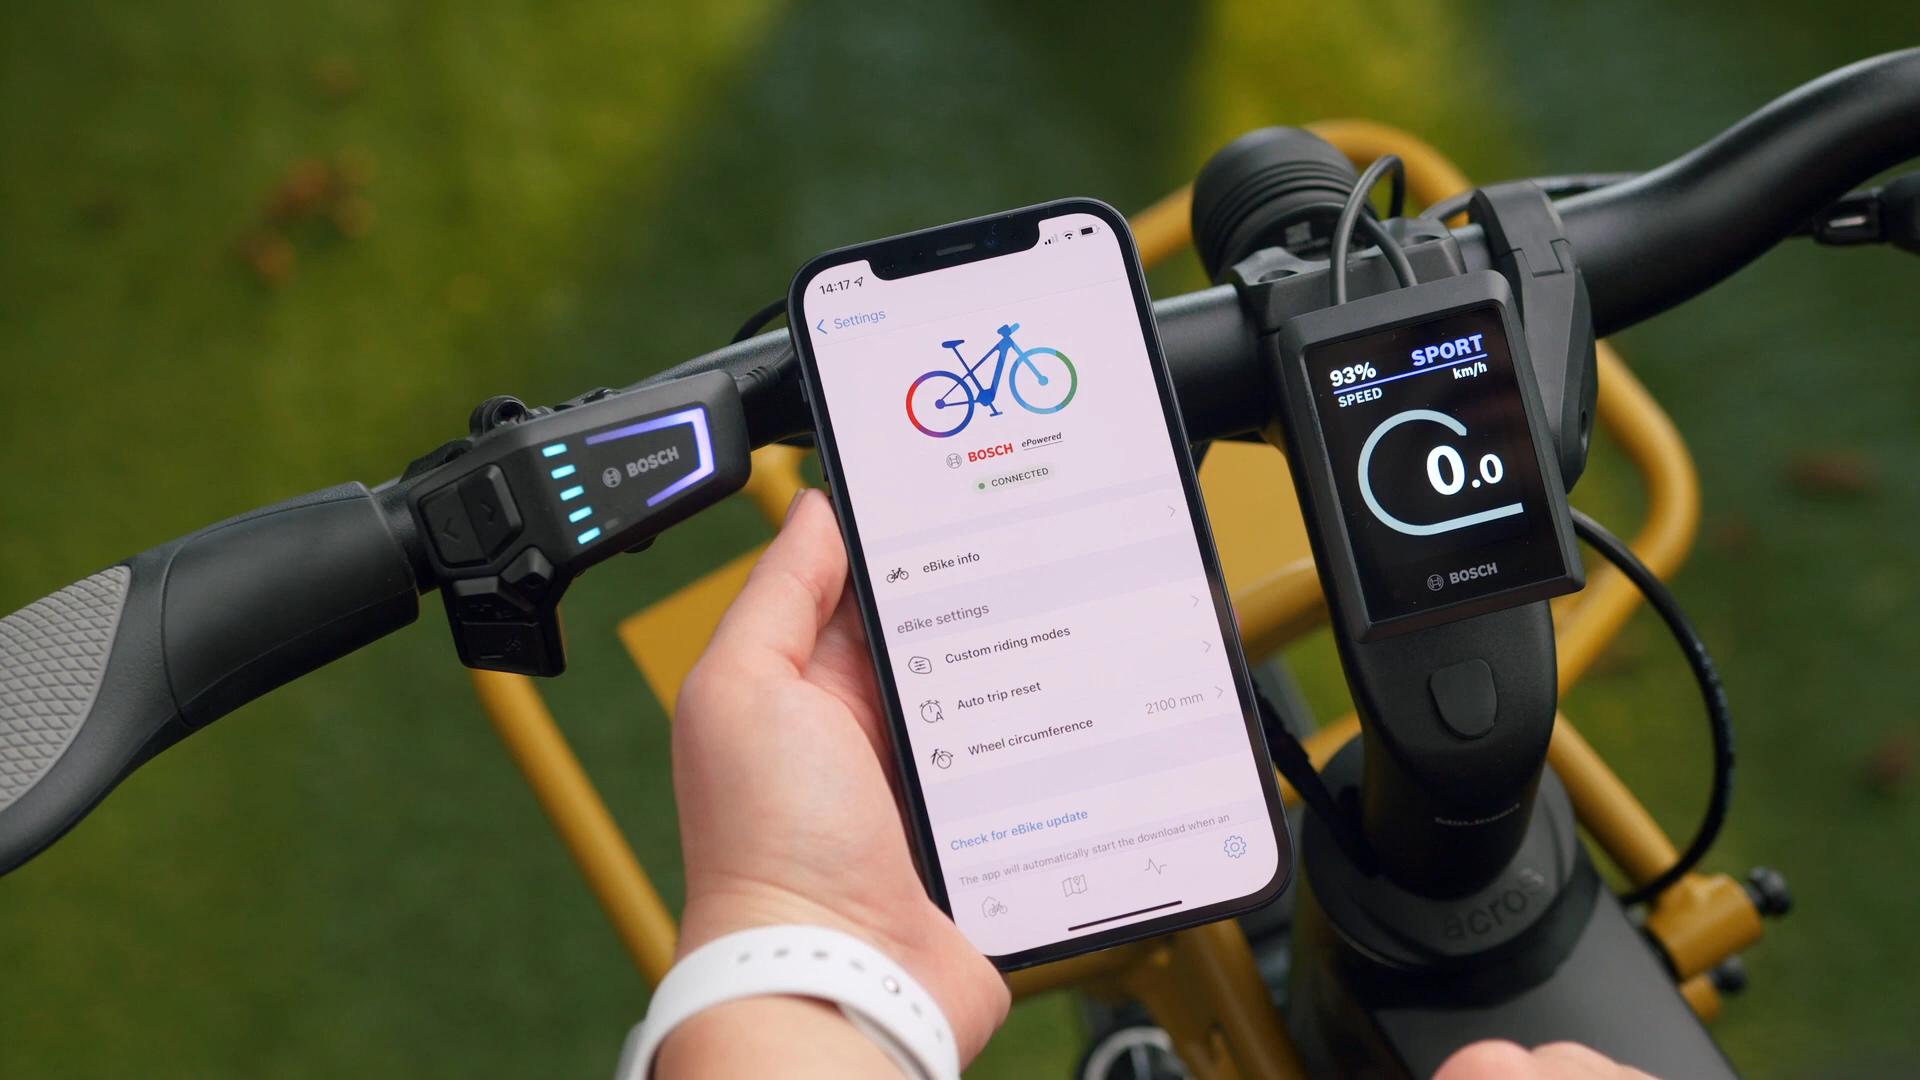 BOSCH
14:17
Settings
BOSCH ePowered
CONNECTED
eBike info
eBike settings
Custom riding modes
Auto trip reset
Wheel circumference 2100 mm
Check for eBike update
The app will automatically start the download when an
93% SPORT
SPEED km/h
0.0
BOSCH
acros